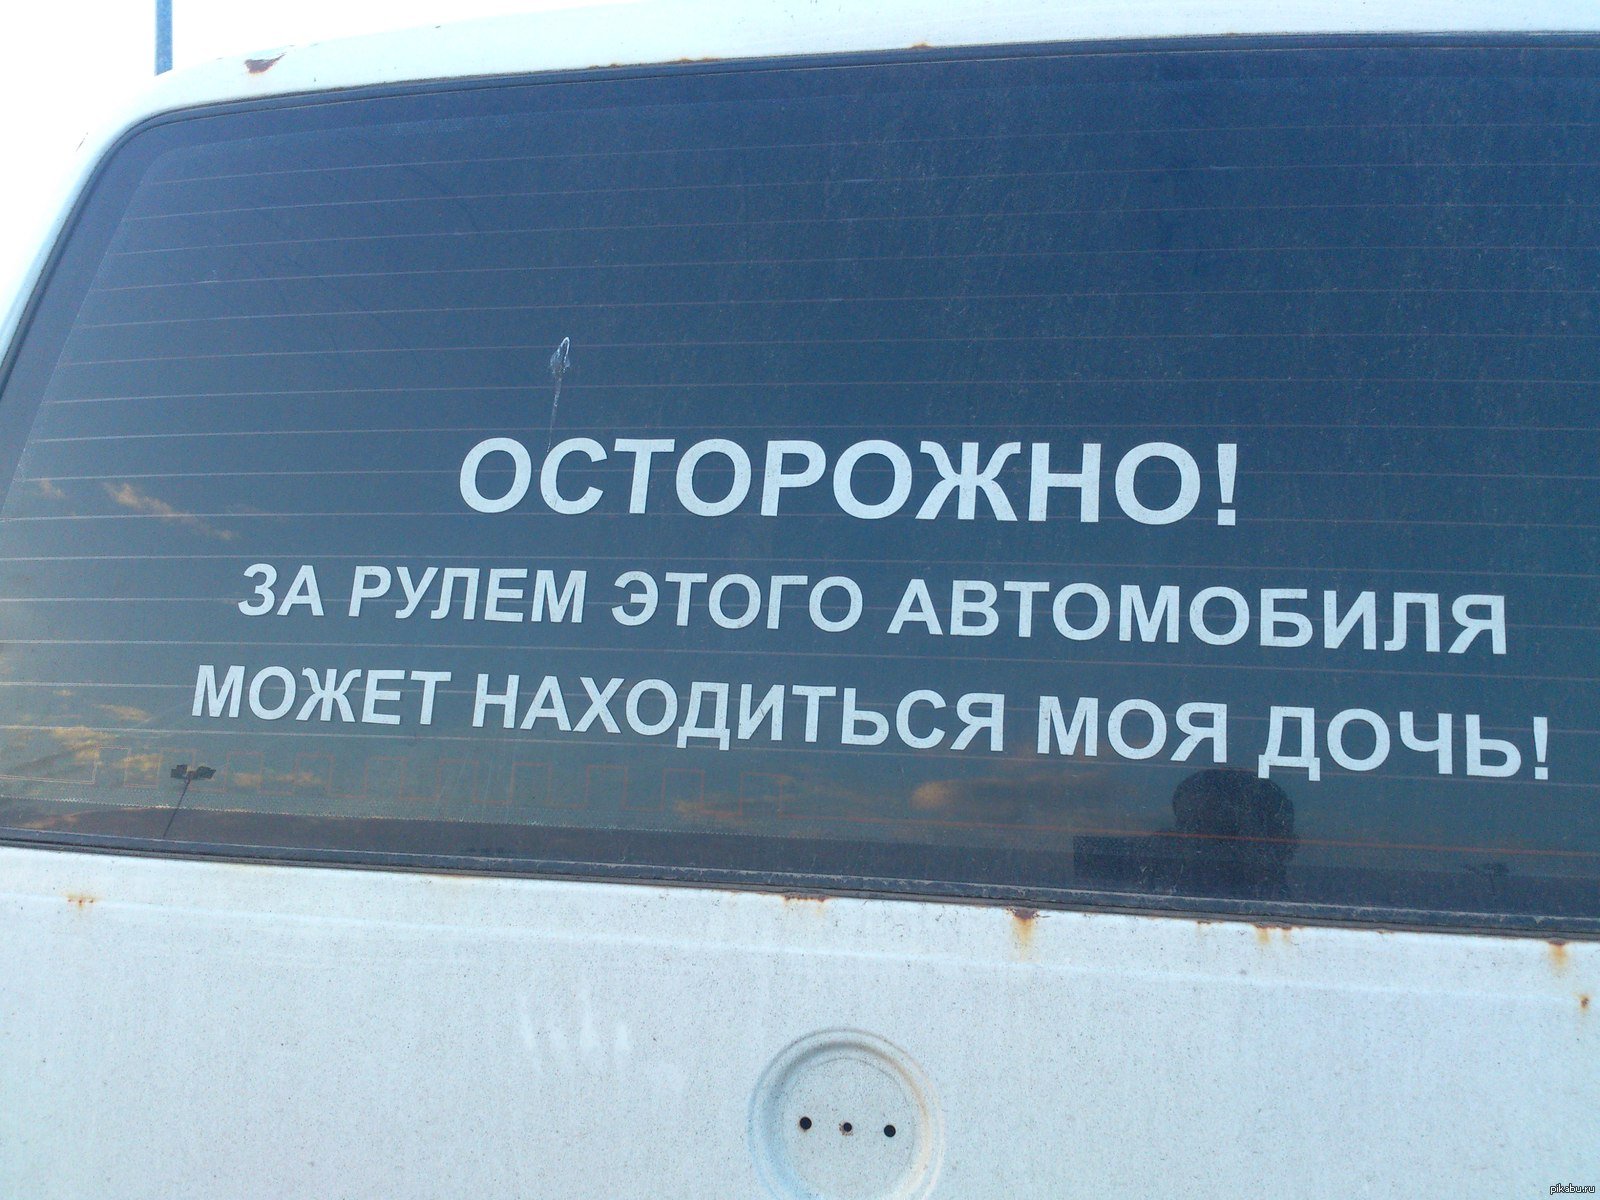 ОСТОРОЖНО!
ЗА РУЛЕМ ЭТОГО АВТОМОБИЛЯ
МОЖЕТ НАХОДИТЬСЯ МОЯ ДОЧЬ!
pikabu.ru